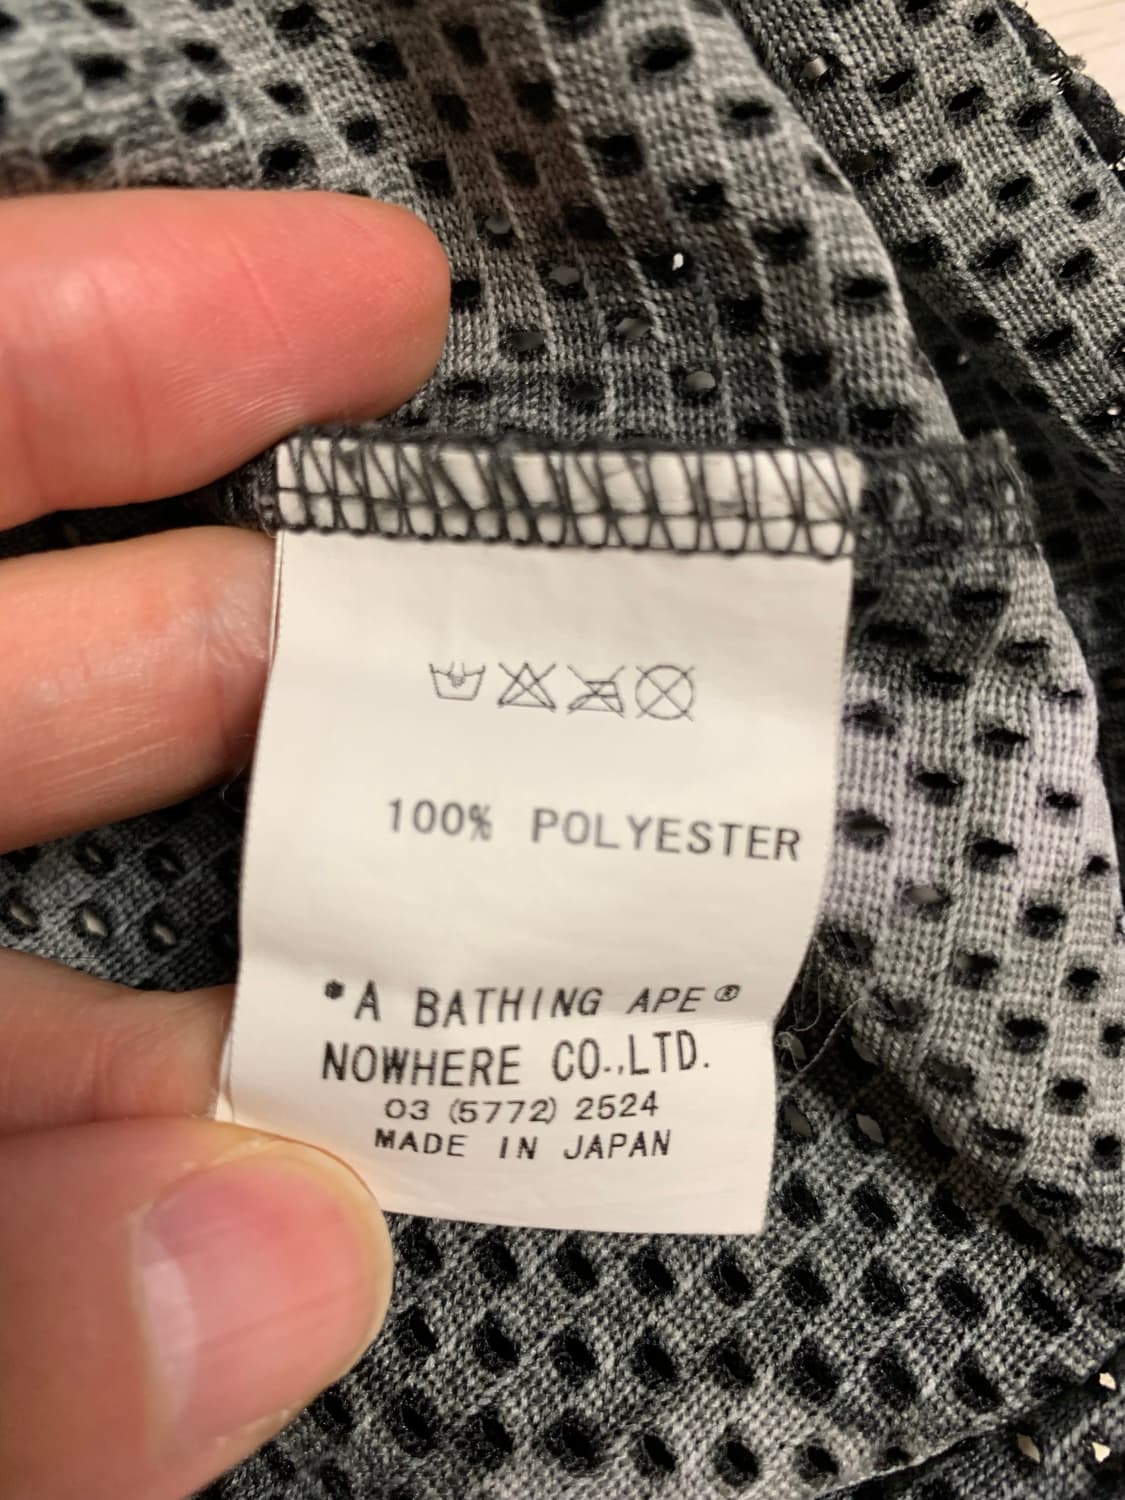 100% POLYESTER
*A BATHING APE®
NOWHERE CO.,LTD.
03 (5772) 2524
MADE IN JAPAN